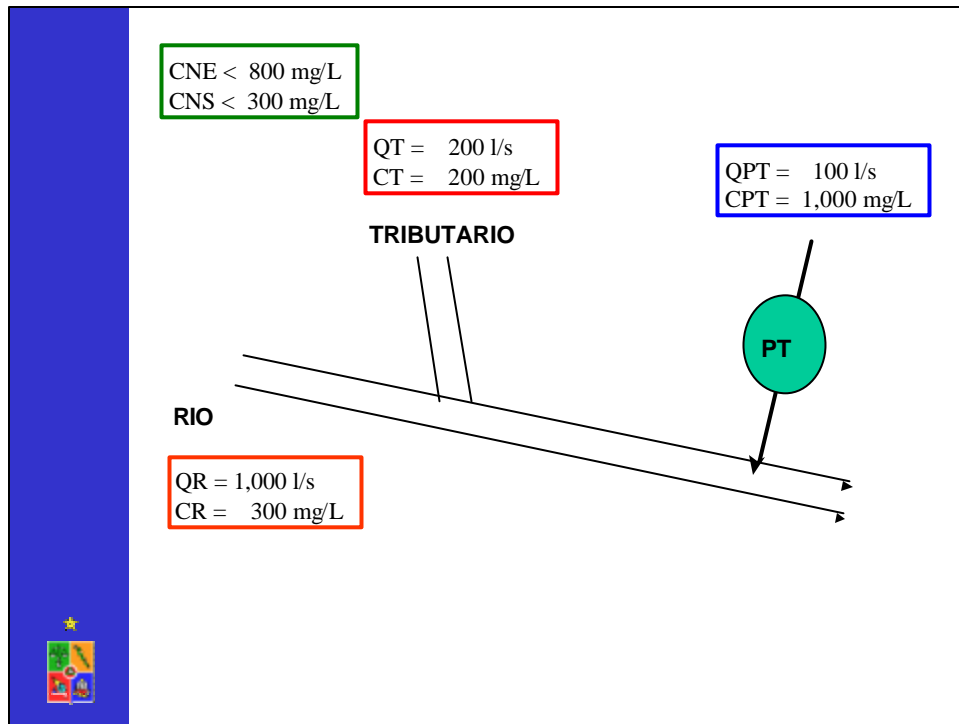 CNE < 800 mg/L
CNS < 300 mg/L
QT = 200 l/s
CT = 200 mg/L
QPT = 100 l/s
CPT = 1,000 mg/L
TRIBUTARIO
PT
RIO
QR = 1,000 l/s
CR = 300 mg/L